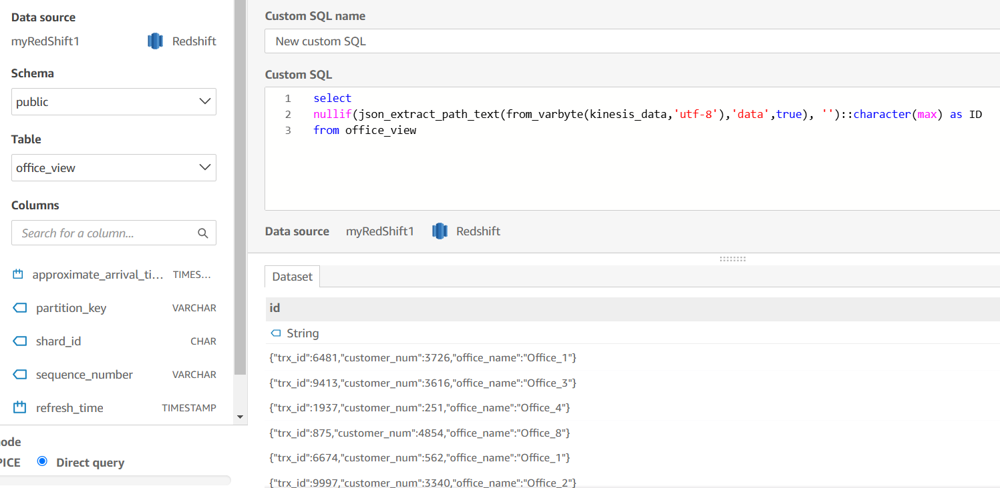 Data source
myRedShift1 Redshift
Schema
public
Table
office_view
Columns
Search for a column...
approximate_arrival_ti... TIMES...
partition_key VARCHAR
shard_id CHAR
sequence_number VARCHAR
refresh_time TIMESTAMP
ode
PICE Direct query
Custom SQL name
New custom SQL
Custom SQL
1 select
2 nullif(json_extract_path_text(from_varbyte(kinesis_data,'utf-8'),'data',true), '')::character(max) as ID
3 from office_view
Data source myRedShift1 Redshift
Dataset
id
String
{"trx_id":6481,"customer_num":3726,"office_name":"Office_1"}
{"trx_id":9413,"customer_num":3616,"office_name":"Office_3"}
{"trx_id":1937,"customer_num":251,"office_name":"Office_4"}
{"trx_id":875,"customer_num":4854,"office_name":"Office_8"}
{"trx_id":6674,"customer_num":562,"office_name":"Office_1"}
{"trx_id":9997,"customer_num":3340,"office_name":"Office_2"}